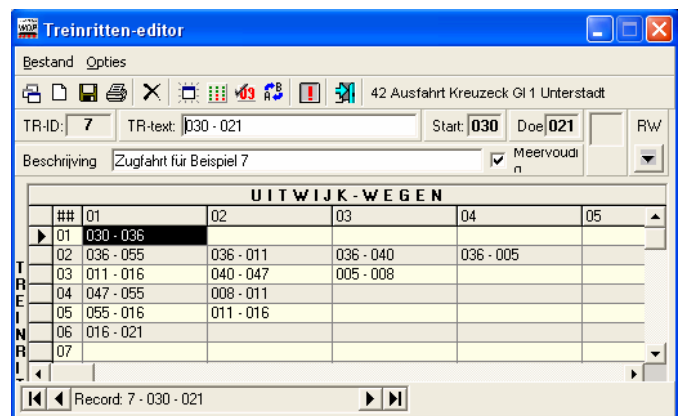 Treinritten-editor
Bestand Opties
42 Ausfahrt Kreuzeck Gl 1 Unterstadt
TR-ID: 7 TR-text: 030 - 021 Start: 030 Doe 021 RW
Beschrijving Zugfahrt für Beispiel 7 Meervoudi
n
UITWIJK-WEGEN
## 01 02 03 04 05
01 030 - 036
02 036 - 055 036 - 011 036 - 040 036 - 005
03 011 - 016 040 - 047 005 - 008
04 047 - 055 008 - 011
05 055 - 016 011 - 016
06 016 - 021
07
TREINRIT
Record: 7 - 030 - 021